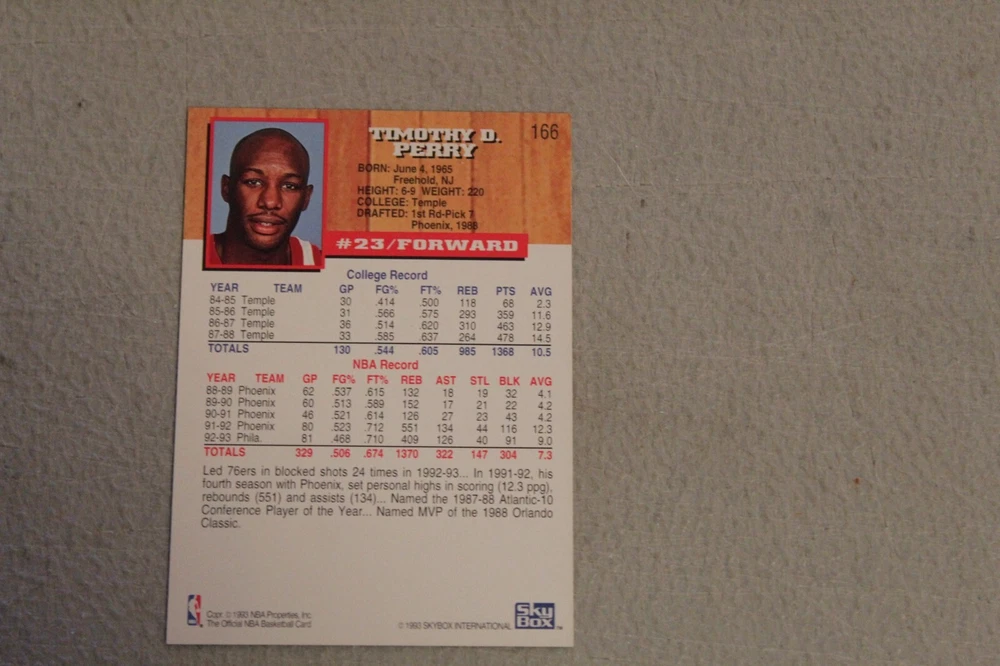 166
TIMOTHY D.
PERRY
BORN: June 4, 1965
Freehold, NJ
HEIGHT: 6-9 WEIGHT: 220
COLLEGE: Temple
DRAFTED: 1st Rd-Pick 7
Phoenix, 1988
#23/FORWARD
College Record
YEAR TEAM GP FG% FT% REB PTS AVG
84-85 Temple 30 .414 .500 118 68 2.3
85-86 Temple 31 .566 .575 293 359 11.6
86-87 Temple 36 .514 .620 310 463 12.9
87-88 Temple 33 .585 .637 264 478 14.5
TOTALS 130 .544 .605 985 1368 10.5
NBA Record
YEAR TEAM GP FG% FT% REB AST STL BLK AVG
88-89 Phoenix 62 .537 .615 132 18 19 32 4.1
89-90 Phoenix 60 .513 .589 152 17 21 22 4.2
90-91 Phoenix 46 .521 .614 126 27 23 43 4.2
91-92 Phoenix 80 .523 .712 551 134 44 116 12.3
92-93 Phila. 81 .468 .710 409 126 40 91 9.0
TOTALS 329 .506 .674 1370 322 147 304 7.3
Led 76ers in blocked shots 24 times in 1992-93... In 1991-92, his
fourth season with Phoenix, set personal highs in scoring (12.3 ppg),
rebounds (551) and assists (134)... Named the 1987-88 Atlantic-10
Conference Player of the Year... Named MVP of the 1988 Orlando
Classic.
Copr. © 1993 NBA Properties, Inc.
The Official NBA Basketball Card
© 1993 SKYBOX INTERNATIONAL
Sky
Box™